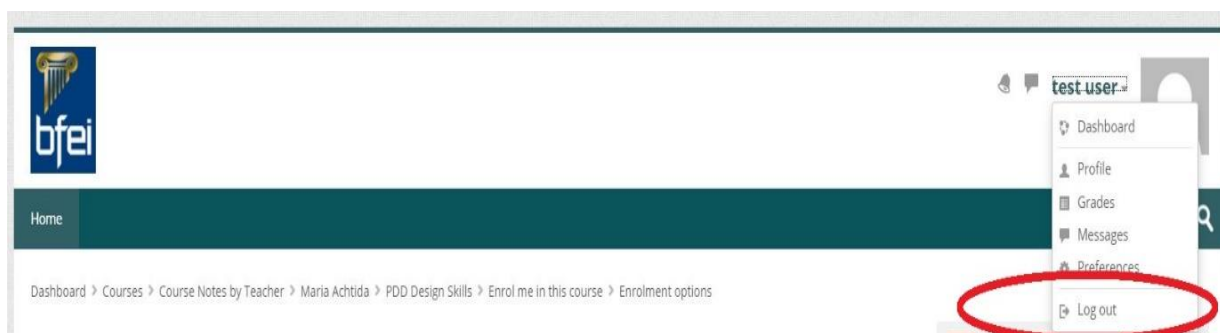 bfei
test user
Dashboard
Profile
Grades
Messages
Preferences
Log out
Home
Dashboard > Courses > Course Notes by Teacher > Maria Achtida > PDD Design Skills > Enrol me in this course > Enrolment options